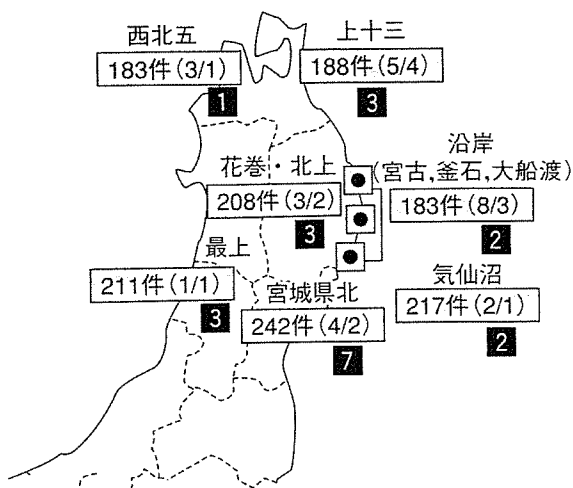 西北五
183件(3/1)
1
上十三
188件(5/4)
3
花巻・北上
208件(3/2)
3
沿岸
(宮古,釜石,大船渡)
183件(8/3)
2
最上
211件(1/1)
3
宮城県北
242件(4/2)
7
気仙沼
217件(2/1)
2